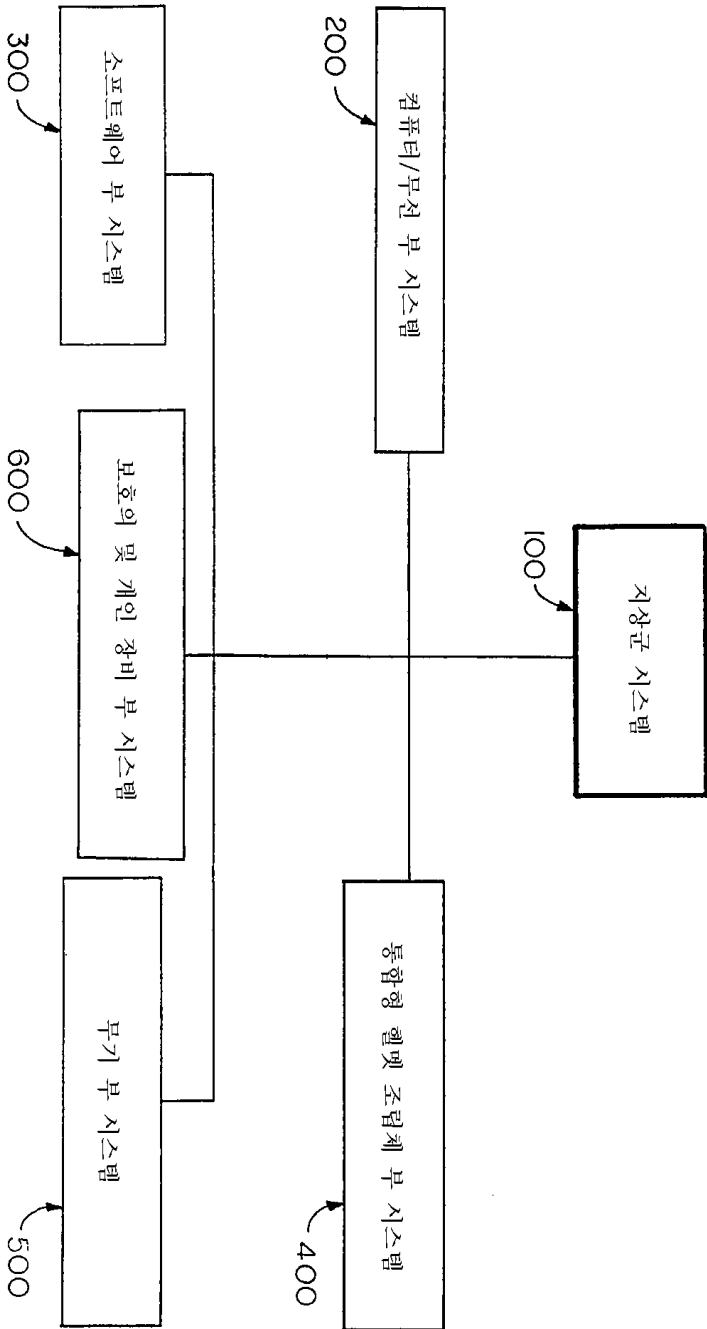 지상군 시스템
100
컴퓨터/무선 부 시스템
200
통합형 헬멧 조립체 부 시스템
400
소프트웨어 부 시스템
300
보호의 및 개인 장비 부 시스템
600
무기 부 시스템
500